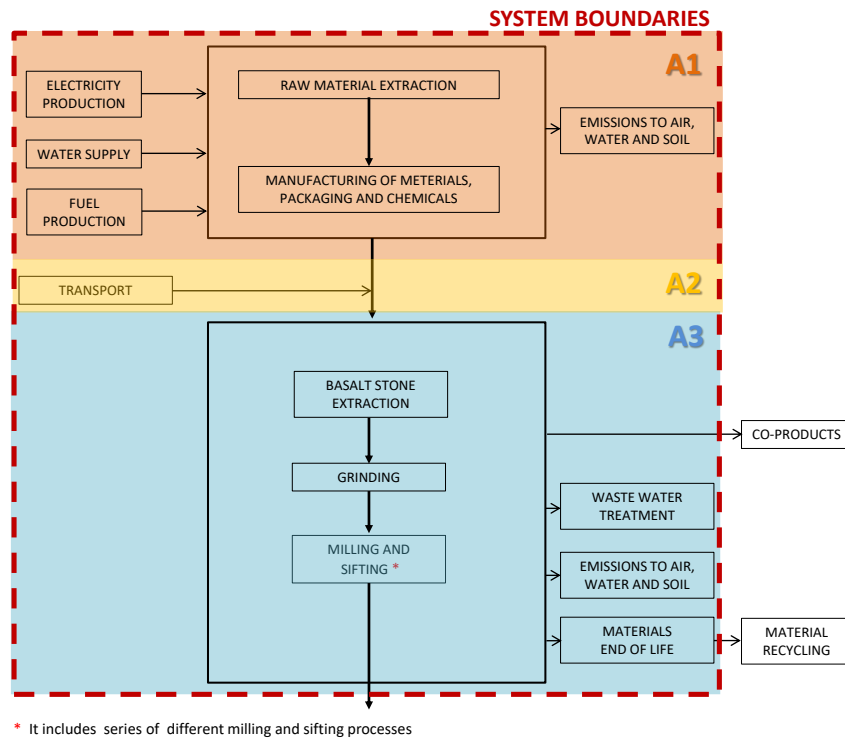 SYSTEM BOUNDARIES
A1
ELECTRICITY
PRODUCTION
RAW MATERIAL EXTRACTION
EMISSIONS TO AIR,
WATER AND SOIL
WATER SUPPLY
MANUFACTURING OF METERIALS,
PACKAGING AND CHEMICALS
FUEL
PRODUCTION
A2
TRANSPORT
A3
BASALT STONE
EXTRACTION
CO-PRODUCTS
GRINDING
WASTE WATER
TREATMENT
MILLING AND
SIFTING *
EMISSIONS TO AIR,
WATER AND SOIL
MATERIALS
END OF LIFE
MATERIAL
RECYCLING
* It includes series of different milling and sifting processes